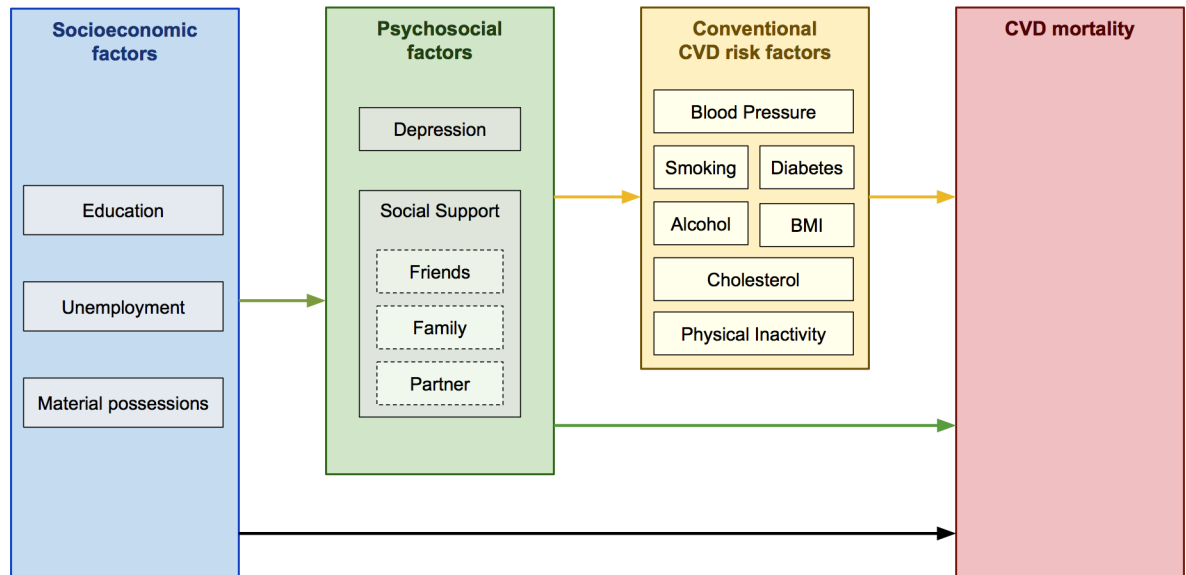 Socioeconomic
factors
Education
Unemployment
Material possessions
Psychosocial
factors
Depression
Social Support
Friends
Family
Partner
Conventional
CVD risk factors
Blood Pressure
Smoking
Diabetes
Alcohol
BMI
Cholesterol
Physical Inactivity
CVD mortality